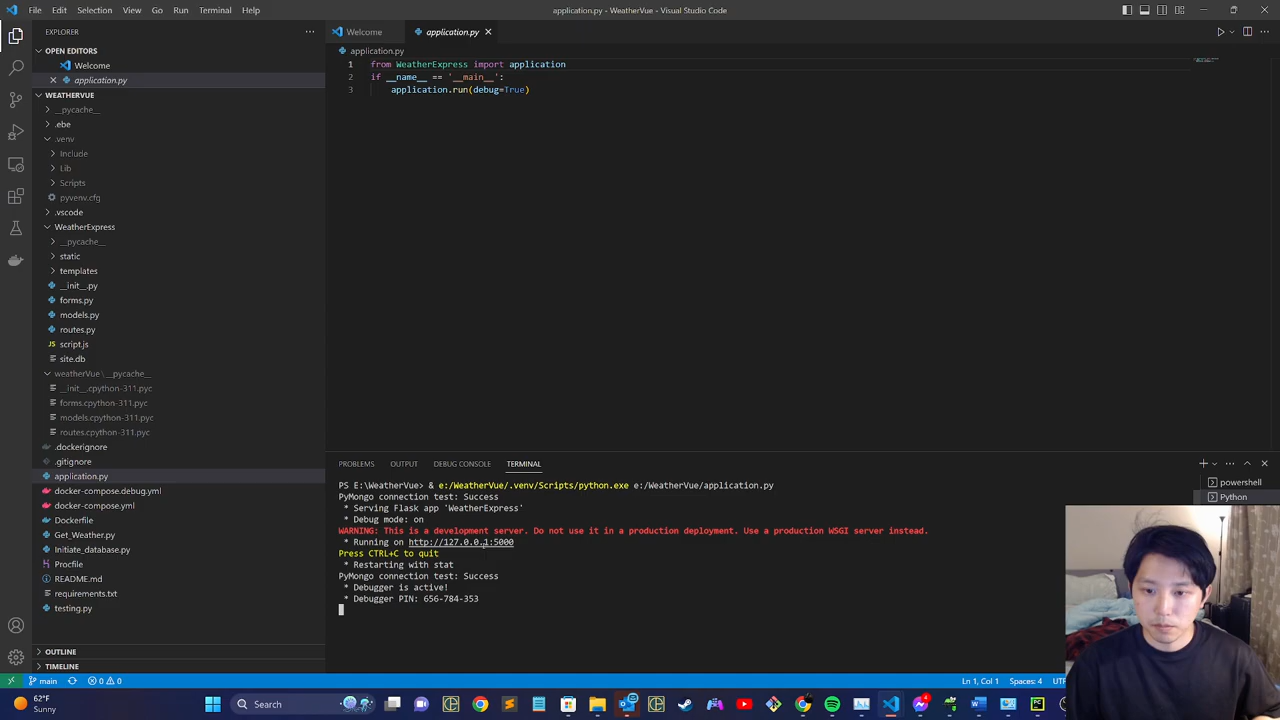 File Edit Selection View Go Run Terminal Help
application.py - WeatherVue - Visual Studio Code
EXPLORER
OPEN EDITORS
Welcome
application.py
WEATHERVUE
__pycache__
.ebe
.venv
Include
Lib
Scripts
pyvenv.cfg
.vscode
WeatherExpress
__pycache__
static
templates
__init__.py
forms.py
models.py
routes.py
script.js
site.db
weatherVue \ __pycache__
__init__.cpython-311.pyc
forms.cpython-311.pyc
models.cpython-311.pyc
routes.cpython-311.pyc
.dockerignore
.gitignore
application.py
docker-compose.debug.yml
docker-compose.yml
Dockerfile
Get_Weather.py
Initiate_database.py
Procfile
README.md
requirements.txt
testing.py
OUTLINE
TIMELINE
Welcome
application.py
application.py
1 from WeatherExpress import application
2 if __name__ == '__main__':
3 application.run(debug=True)
PROBLEMS OUTPUT DEBUG CONSOLE TERMINAL
powershell
Python
PS E:\WeatherVue> & e:/WeatherVue/.venv/Scripts/python.exe e:/WeatherVue/application.py
PyMongo connection test: Success
* Serving Flask app 'WeatherExpress'
* Debug mode: on
WARNING: This is a development server. Do not use it in a production deployment. Use a production WSGI server instead.
* Running on http://127.0.0.1:5000
Press CTRL+C to quit
* Restarting with stat
PyMongo connection test: Success
* Debugger is active!
* Debugger PIN: 656-784-353
main 0 0
Ln 1, Col 1 Spaces: 4
62°F
Sunny
Search